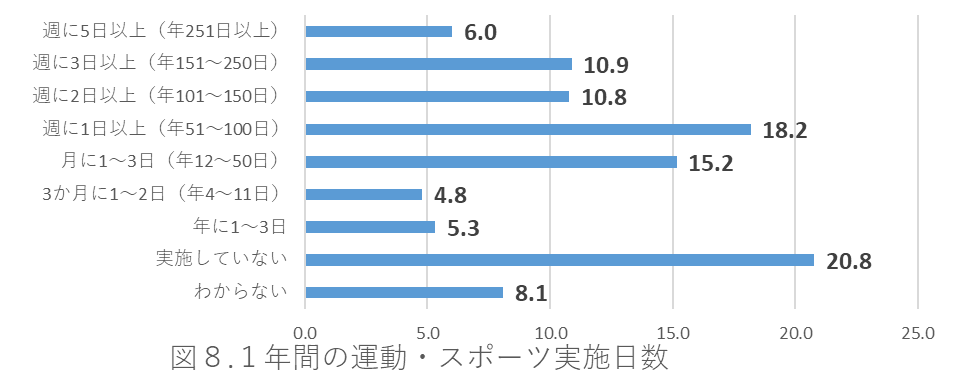 週に5日以上（年251日以上） 6.0
週に3日以上（年151～250日） 10.9
週に2日以上（年101～150日） 10.8
週に1日以上（年51～100日） 18.2
月に1～3日（年12～50日） 15.2
3か月に1～2日（年4～11日） 4.8
年に1～3日 5.3
実施していない 20.8
わからない 8.1
0.0 5.0 10.0 15.0 20.0 25.0
図８.１年間の運動・スポーツ実施日数